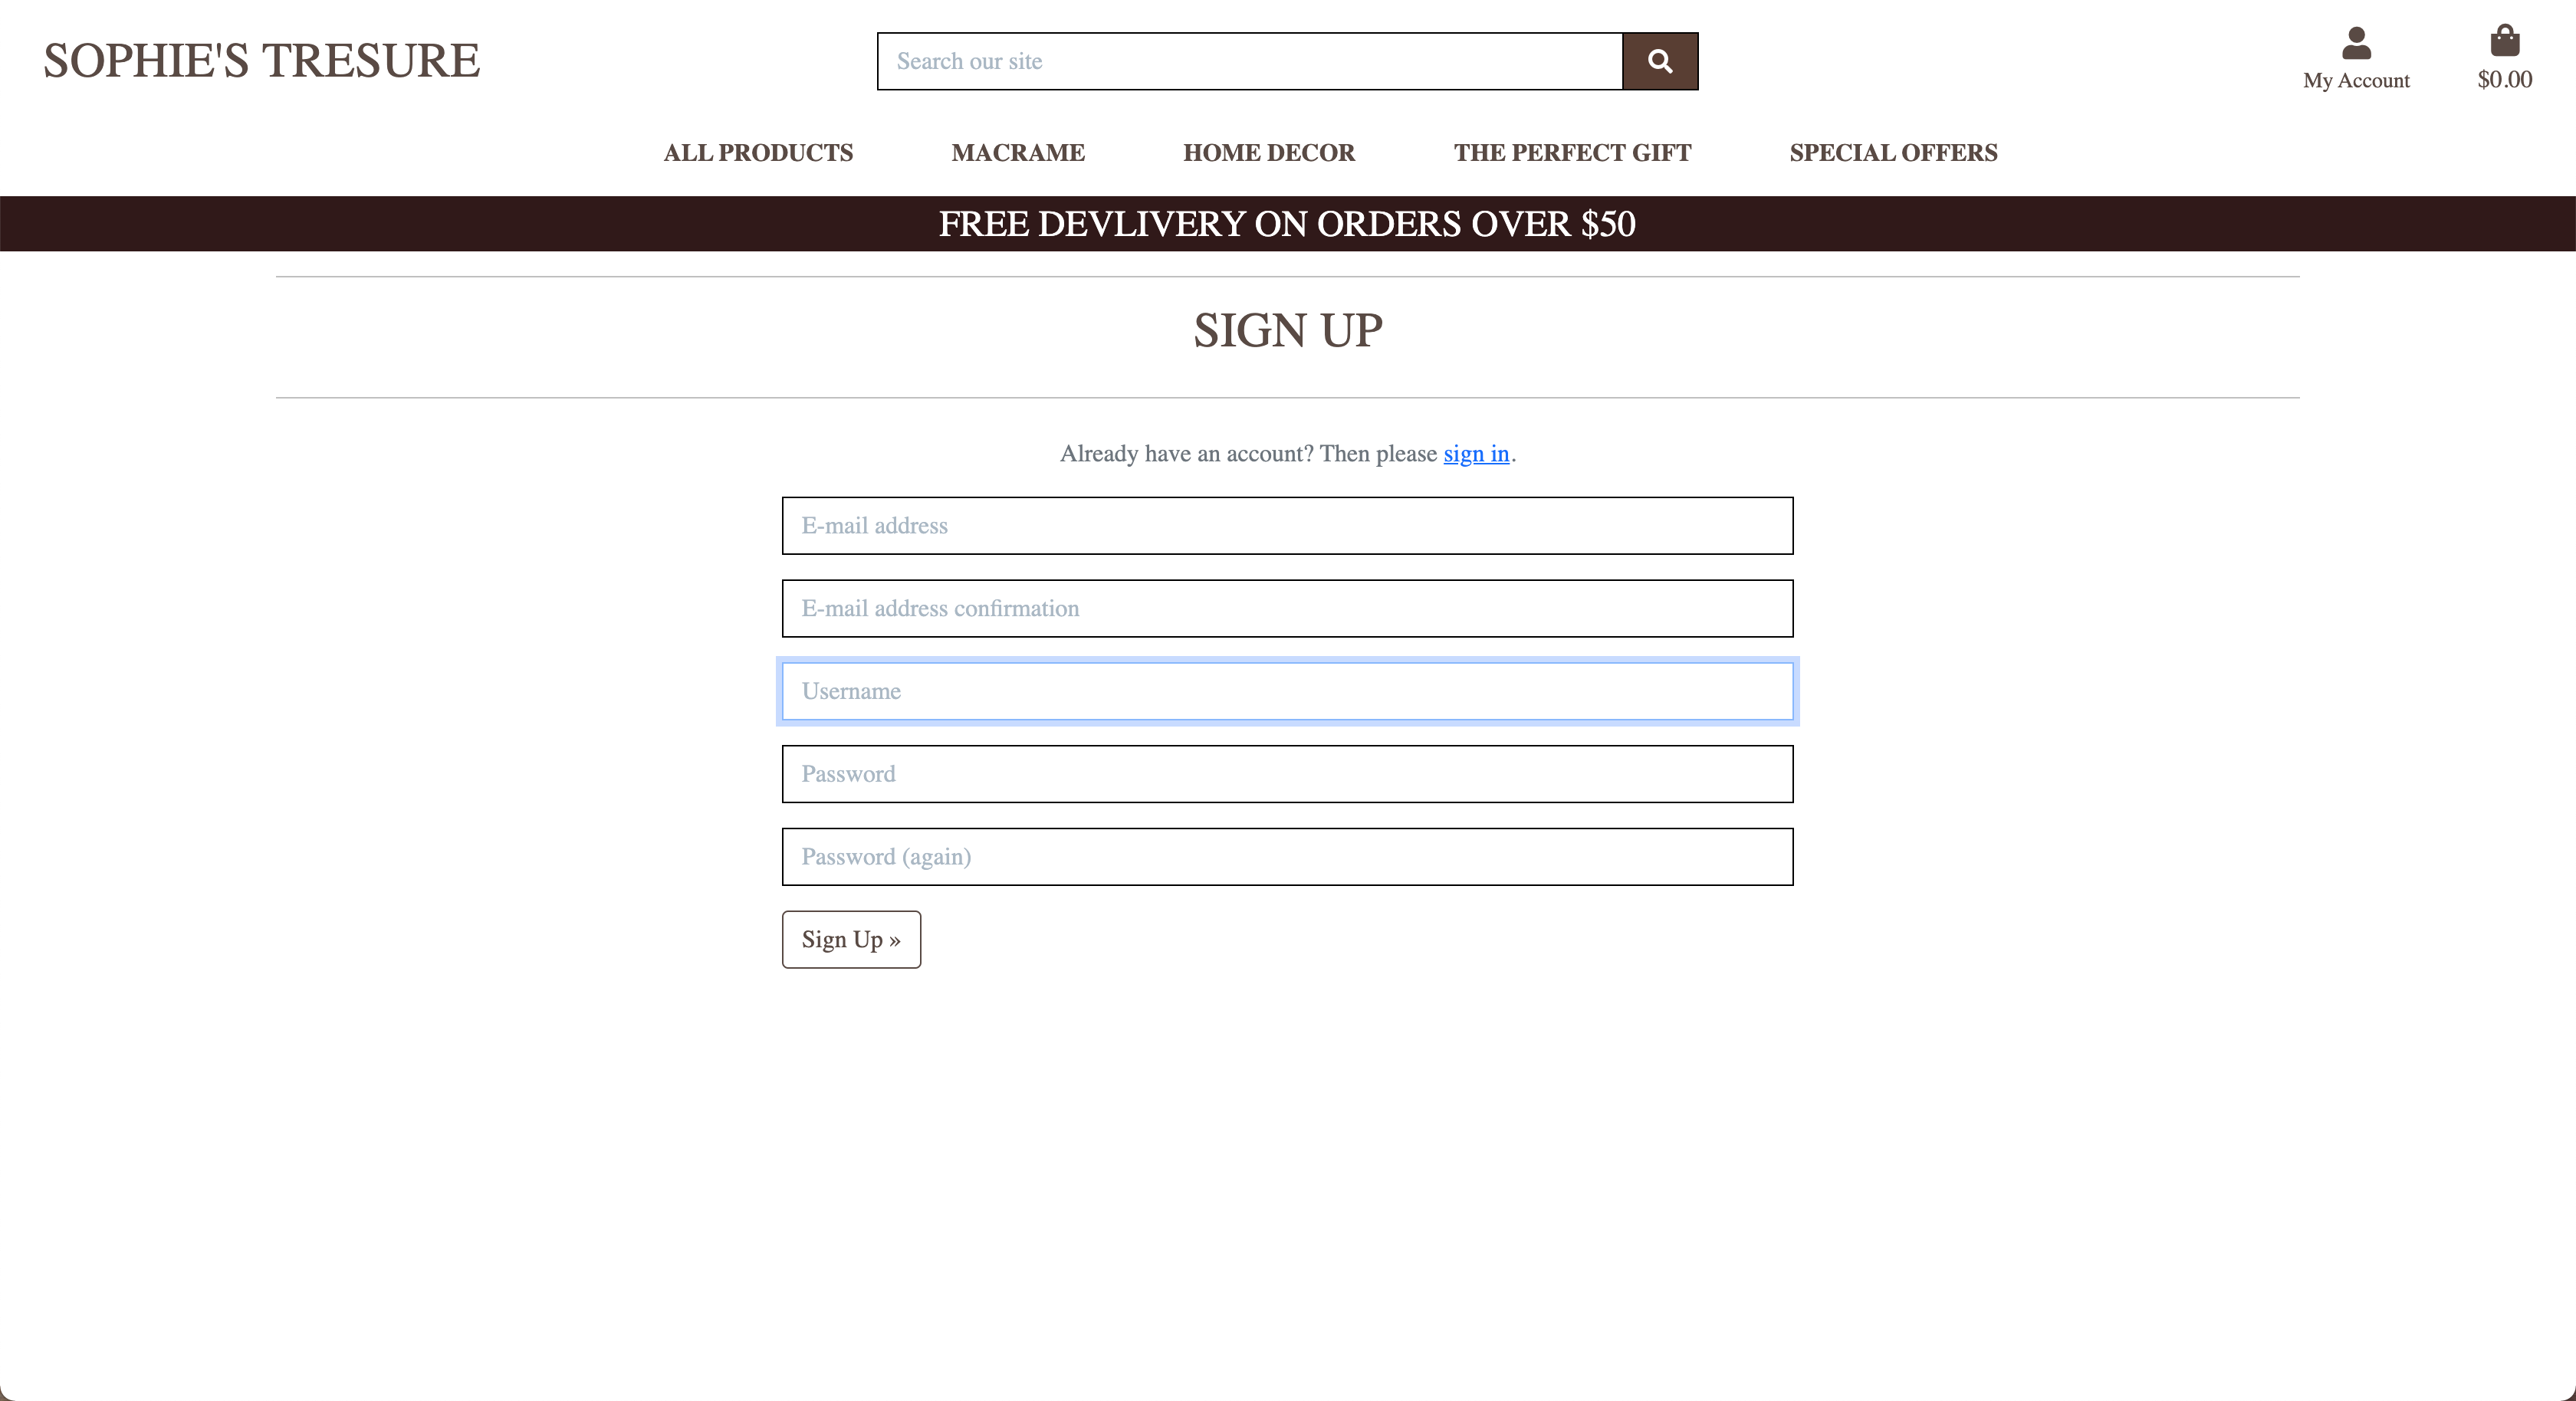 SOPHIE'S TRESURE
Search our site
My Account
$0.00
ALL PRODUCTS MACRAME HOME DECOR THE PERFECT GIFT SPECIAL OFFERS
FREE DEVLIVERY ON ORDERS OVER $50
SIGN UP
Already have an account? Then please sign in.
E-mail address
E-mail address confirmation
Username
Password
Password (again)
Sign Up »